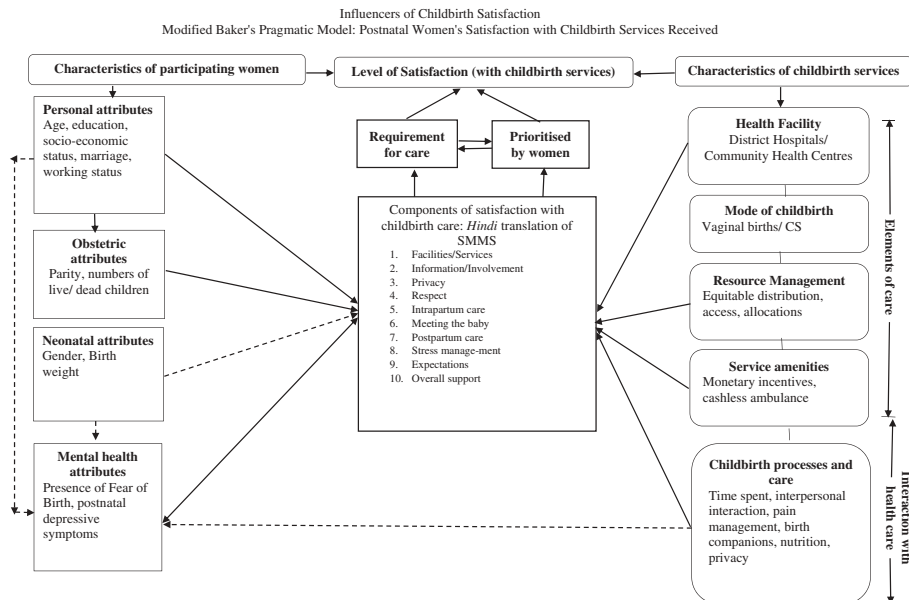 Influencers of Childbirth Satisfaction
Modified Baker's Pragmatic Model: Postnatal Women's Satisfaction with Childbirth Services Received
Characteristics of participating women
Level of Satisfaction (with childbirth services)
Characteristics of childbirth services
Personal attributes
Age, education,
socio-economic
status, marriage,
working status
Obstetric
attributes
Parity, numbers of
live/ dead children
Neonatal attributes
Gender, Birth
weight
Mental health
attributes
Presence of Fear of
Birth, postnatal
depressive
symptoms
Requirement
for care
Prioritised
by women
Components of satisfaction with
childbirth care: Hindi translation of
SMMS
1. Facilities/Services
2. Information/Involvement
3. Privacy
4. Respect
5. Intrapartum care
6. Meeting the baby
7. Postpartum care
8. Stress manage-ment
9. Expectations
10. Overall support
Health Facility
District Hospitals/
Community Health Centres
Mode of childbirth
Vaginal births/ CS
Resource Management
Equitable distribution,
access, allocations
Service amenities
Monetary incentives,
cashless ambulance
Childbirth processes and
care
Time spent, interpersonal
interaction, pain
management, birth
companions, nutrition,
privacy
Elements of care
Interaction with
health care